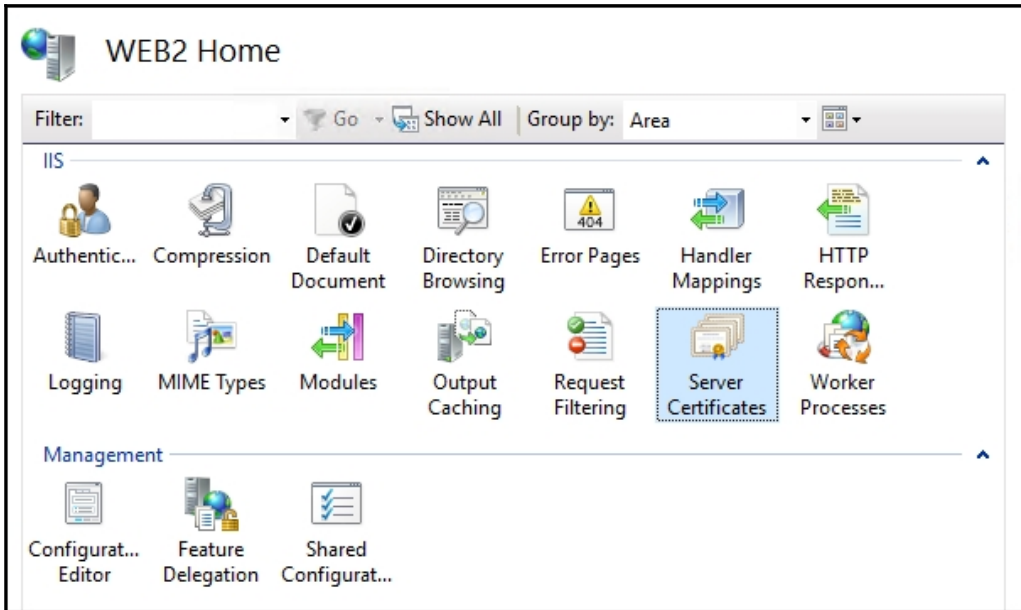 WEB2 Home
Filter: Go Show All Group by: Area
IIS
Authentic... Compression Default Document Directory Browsing Error Pages 404 Handler Mappings HTTP Respon...
Logging MIME Types Modules Output Caching Request Filtering Server Certificates Worker Processes
Management
Configurat... Editor Feature Delegation Shared Configurat...